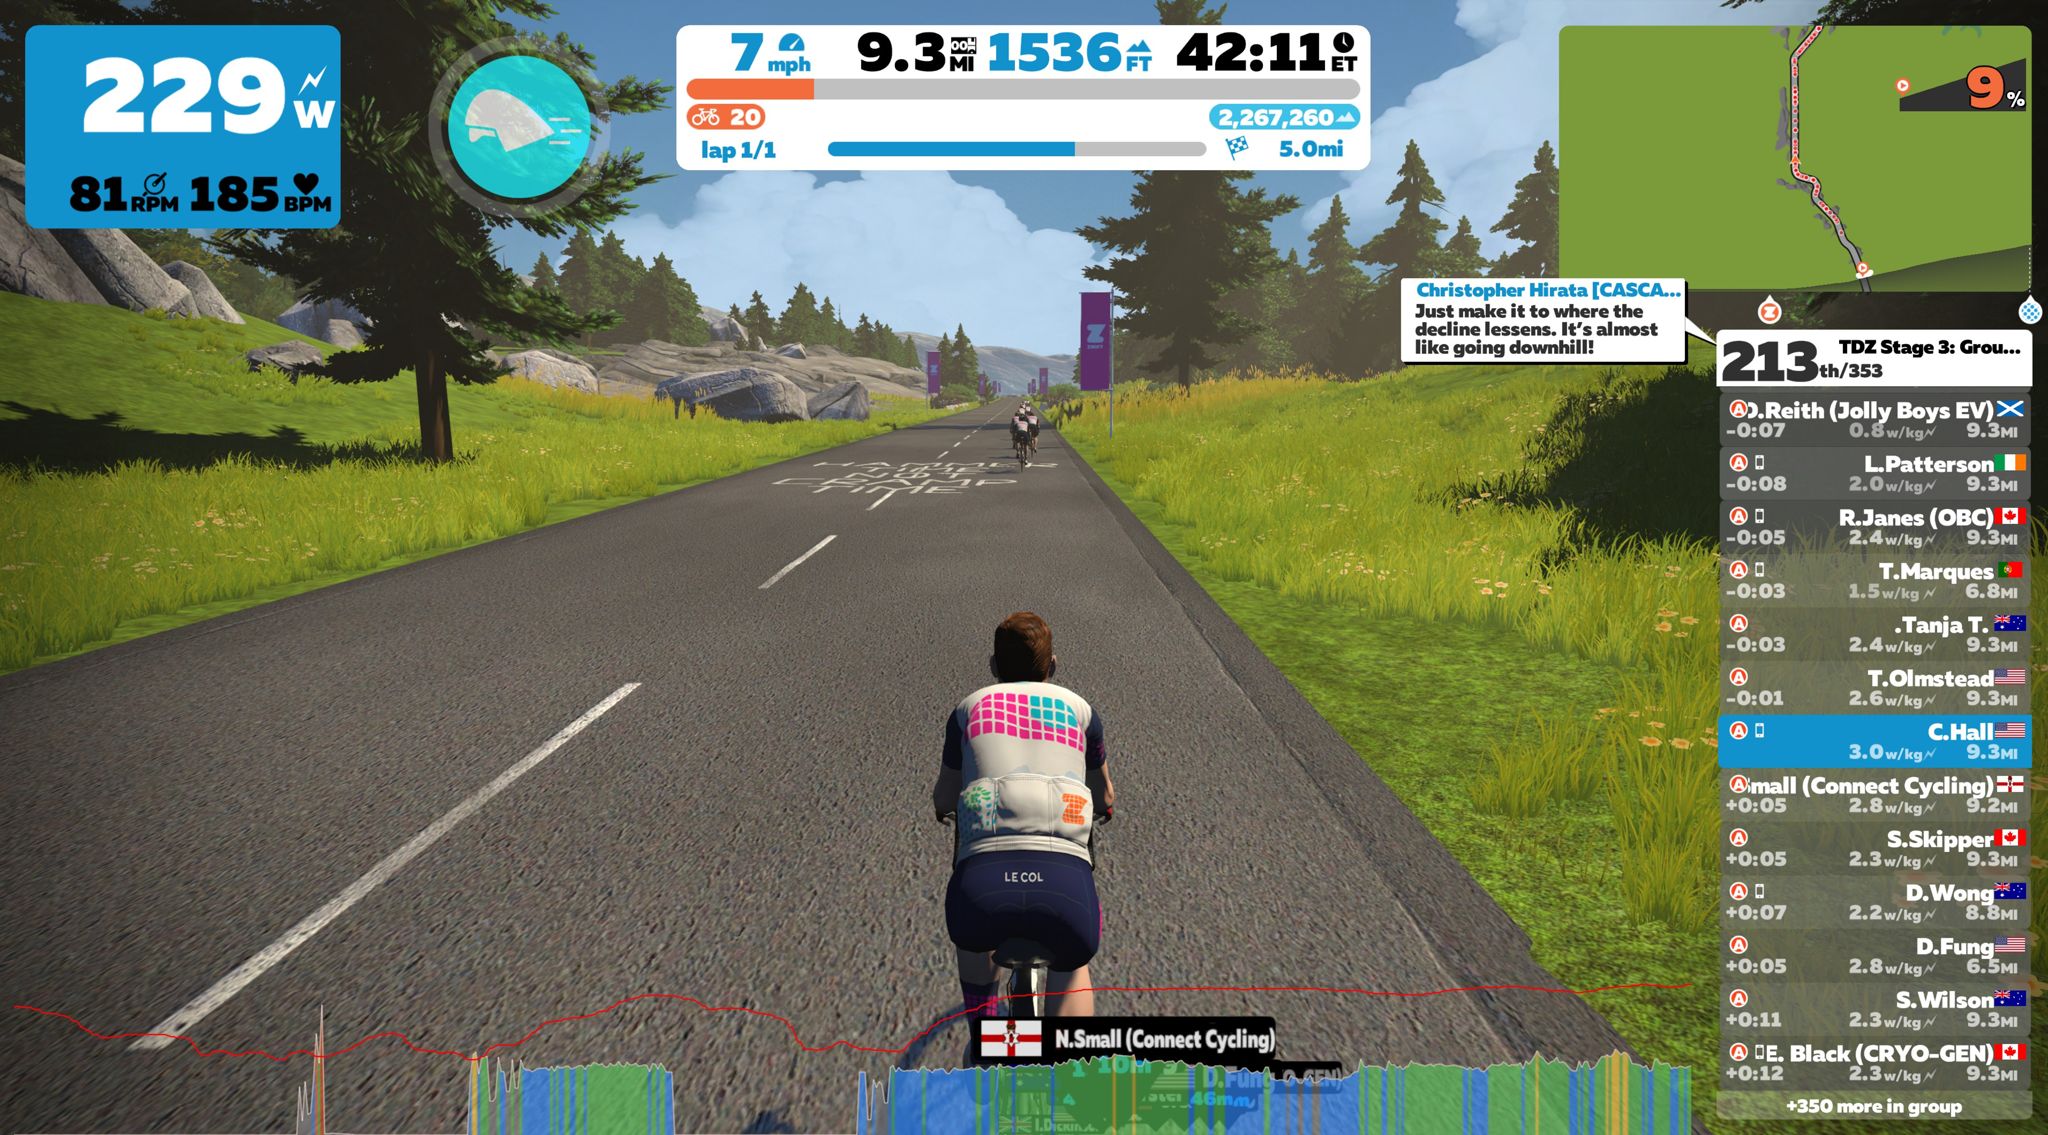 229 W
81 RPM 185 BPM
7 mph 9.3 MI 1536 FT 42:11 ET
20
2,267,260
lap 1/1
5.0mi
9%
Christopher Hirata [CASCA...
Just make it to where the
decline lessens. It's almost
like going downhill!
213th/353
TDZ Stage 3: Grou...
A D.Reith (Jolly Boys EV)
-0:07 0.8w/kg 9.3MI
A L.Patterson
-0:08 2.0w/kg 9.3MI
A R.Janes (OBC)
-0:05 2.4w/kg 9.3MI
A T.Marques
-0:03 1.5w/kg 6.8MI
A .Tanja T.
-0:03 2.4w/kg 9.3MI
A T.Olmstead
-0:01 2.6w/kg 9.3MI
A C.Hall
3.0w/kg 9.3MI
A Small (Connect Cycling)
+0:05 2.8w/kg 9.2MI
A S.Skipper
+0:05 2.3w/kg 9.3MI
A D.Wong
+0:07 2.2w/kg 8.8MI
A D.Fung
+0:05 2.8w/kg 6.5MI
A S.Wilson
+0:11 2.3w/kg 9.3MI
A E. Black (CRYO-GEN)
+0:12 2.3w/kg 9.3MI
+350 more in group
Z
ZWIFT
TIME
LE COL
Z
N.Small (Connect Cycling)
D.Fung
46mm